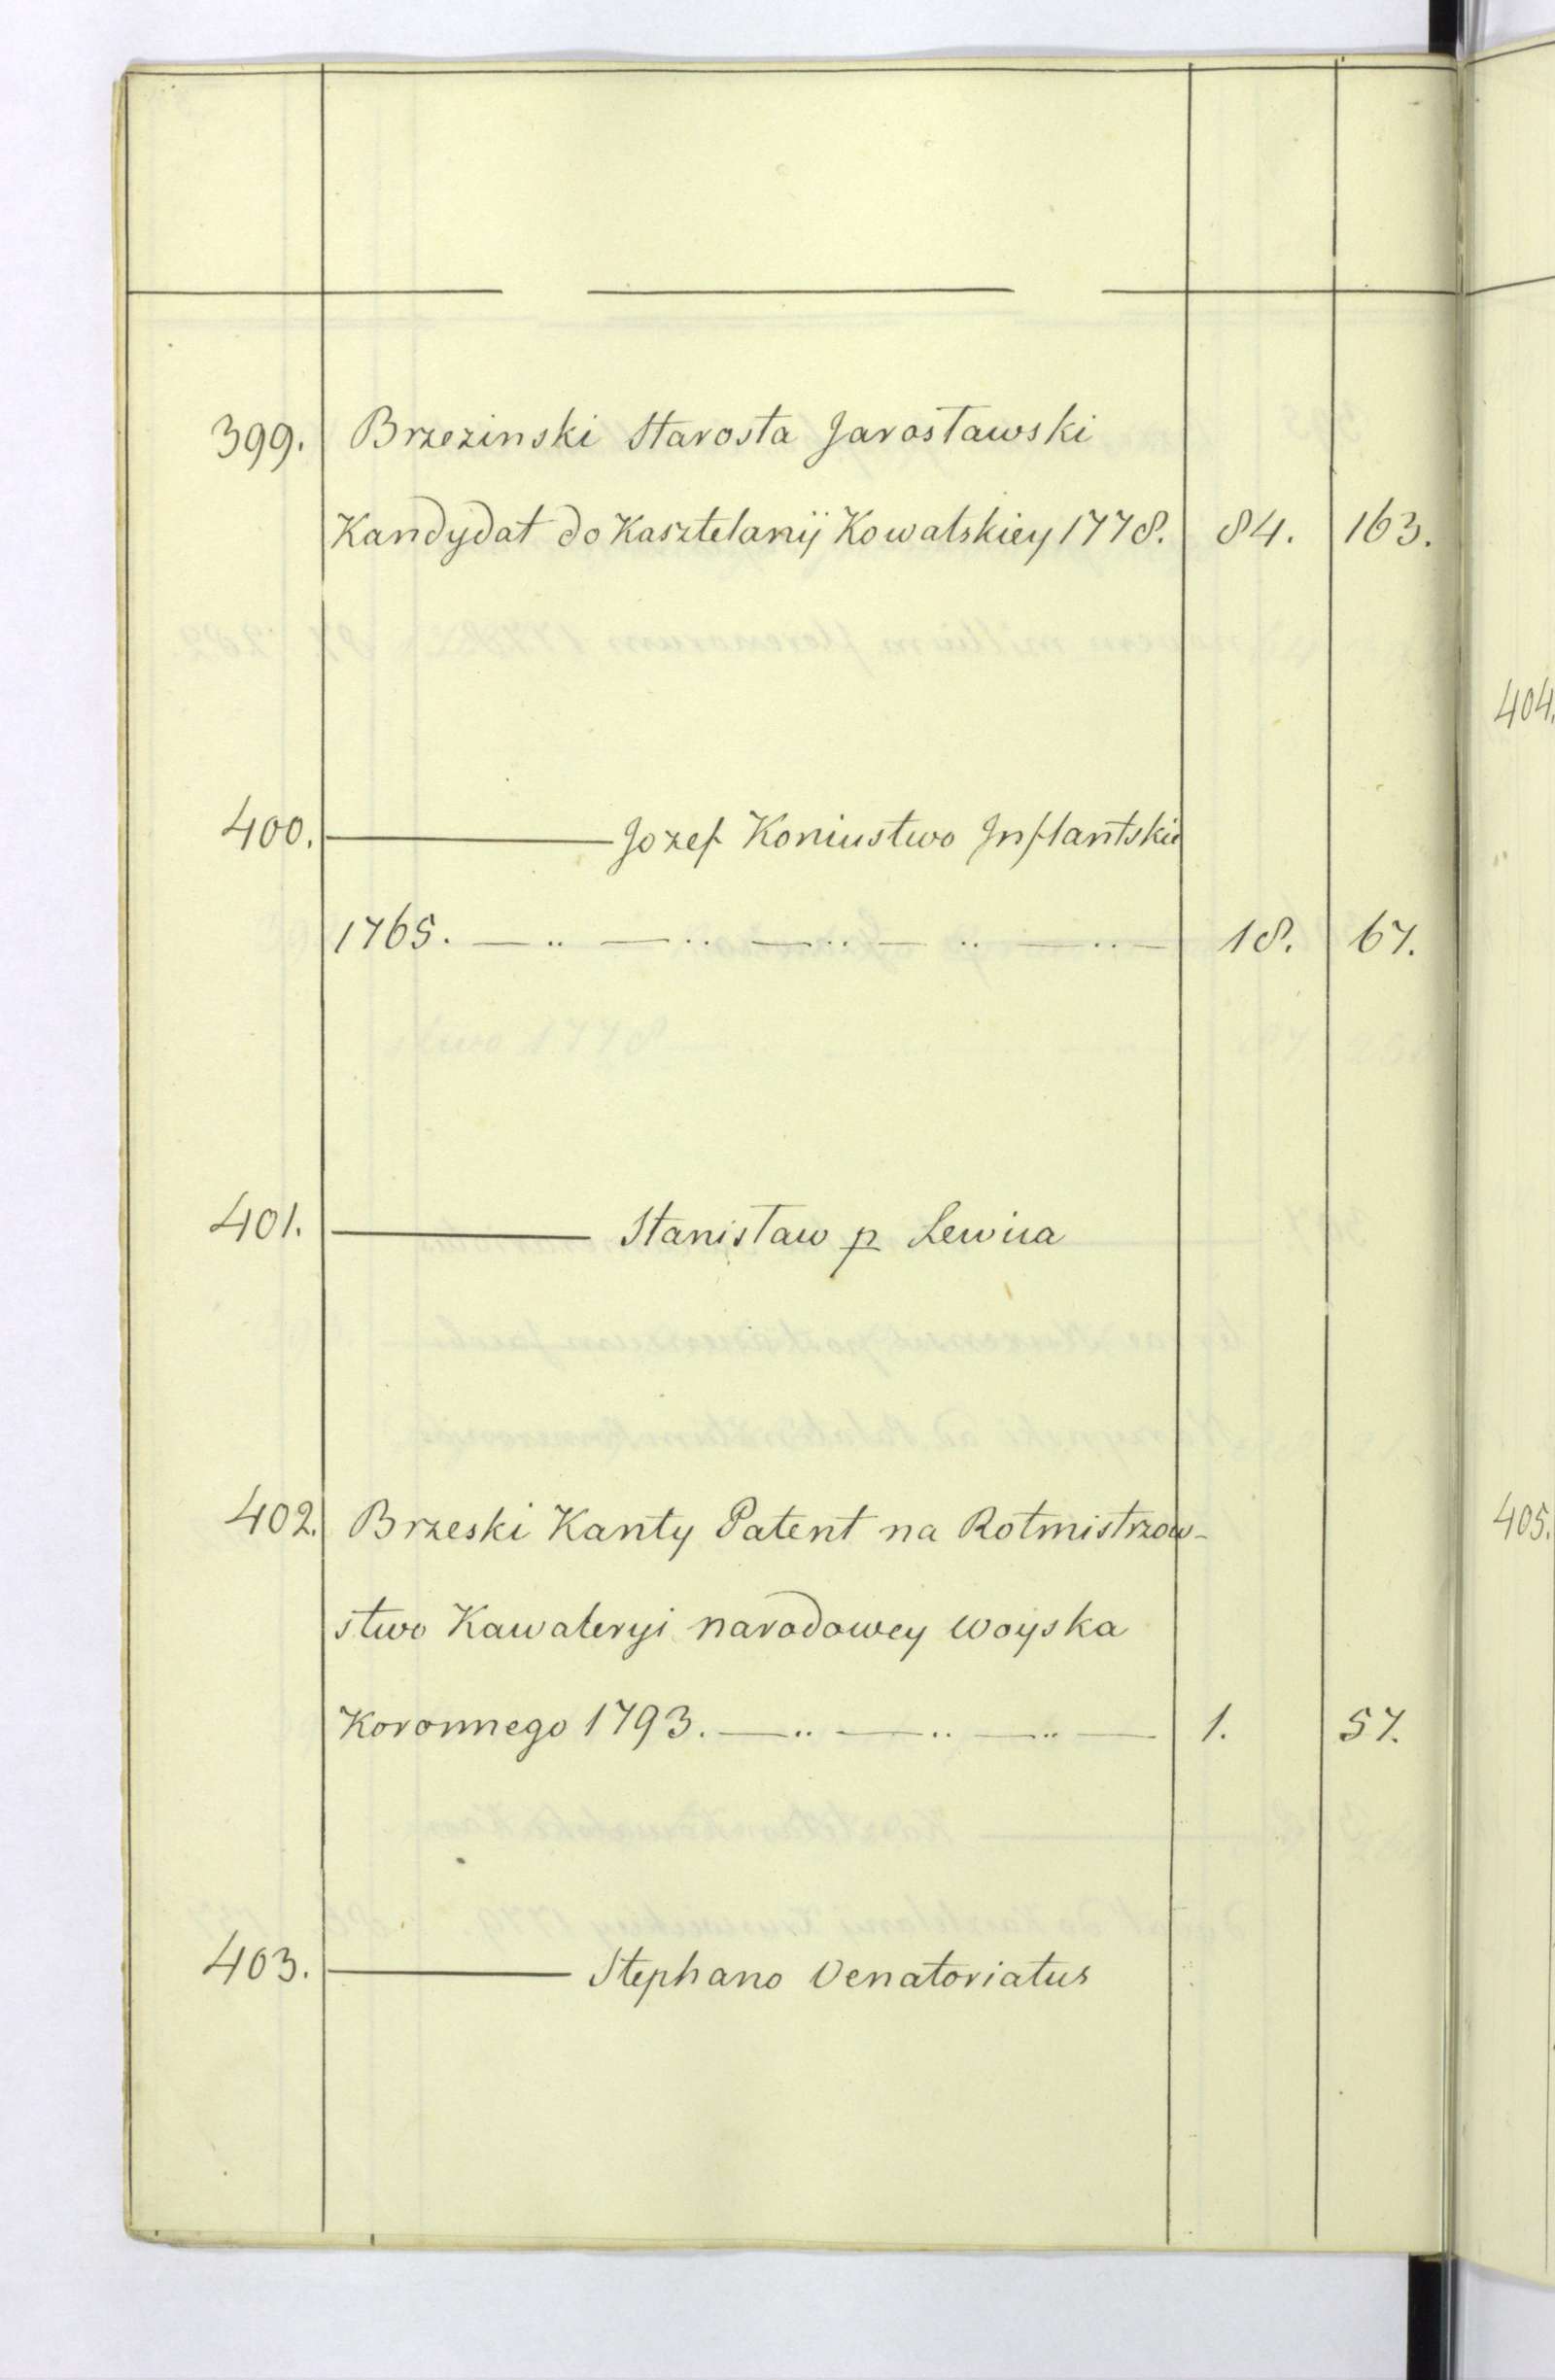 399. Brzezinski Starosta Jarosławski
Kandydat do Kasztelanÿ Kowalskiey 1778. 84. 163.
400. Jozef Koniustwo Inflantskie
1765. 18. 67.
401. Stanisław p Lewica
402. Brzeski Kanty Patent na Rotmistrzow-
stwo Kawaleryi narodowey Woyska
Koronnego 1793. 1. 57.
403. Stephano Venatoriatus
404.
405.